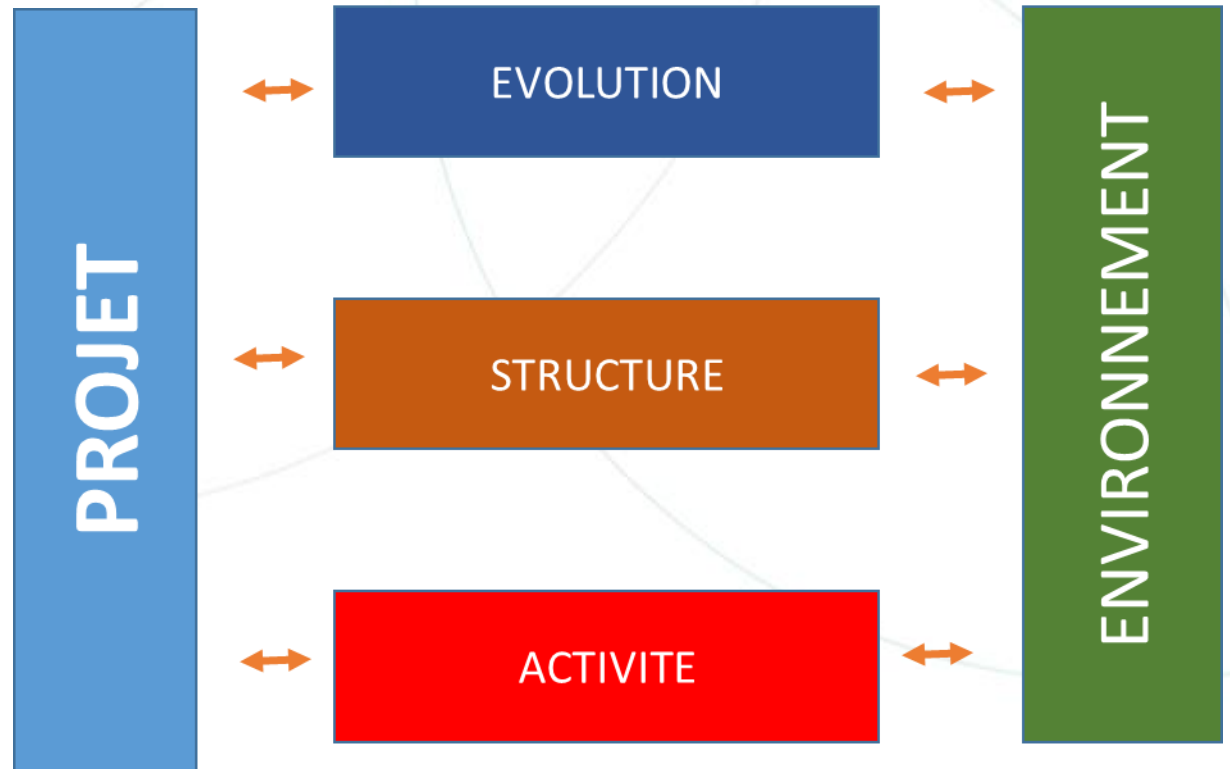 PROJET
EVOLUTION
STRUCTURE
ACTIVITE
ENVIRONNEMENT